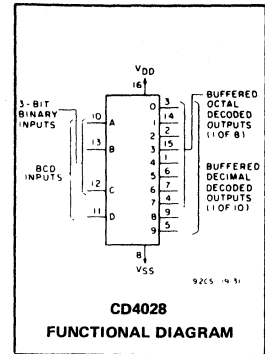 VDD
16
3-BIT
BINARY
INPUTS
BCD
INPUTS
10 A
13 B
12 C
11 D
0 3
1 14
2 2
3 15
4 1
5 6
6 7
7 4
8 9
9 5
BUFFERED
OCTAL
DECODED
OUTPUTS
(1 OF 8)
BUFFERED
DECIMAL
DECODED
OUTPUTS
(1 OF 10)
8
VSS
CD4028
FUNCTIONAL DIAGRAM